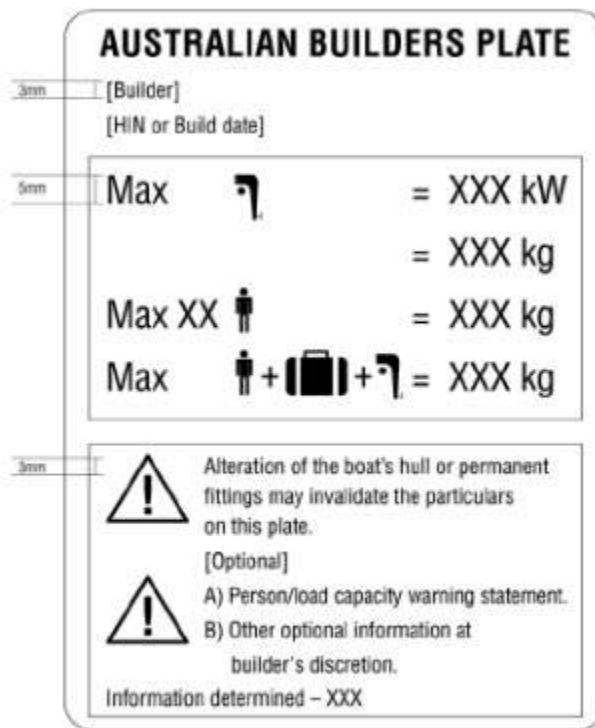 AUSTRALIAN BUILDERS PLATE
3mm
[Builder]
[HIN or Build date]
5mm
Max = XXX kW
= XXX kg
Max XX = XXX kg
Max + + = XXX kg
3mm
Alteration of the boat's hull or permanent
fittings may invalidate the particulars
on this plate.
[Optional]
A) Person/load capacity warning statement.
B) Other optional information at
builder's discretion.
Information determined – XXX